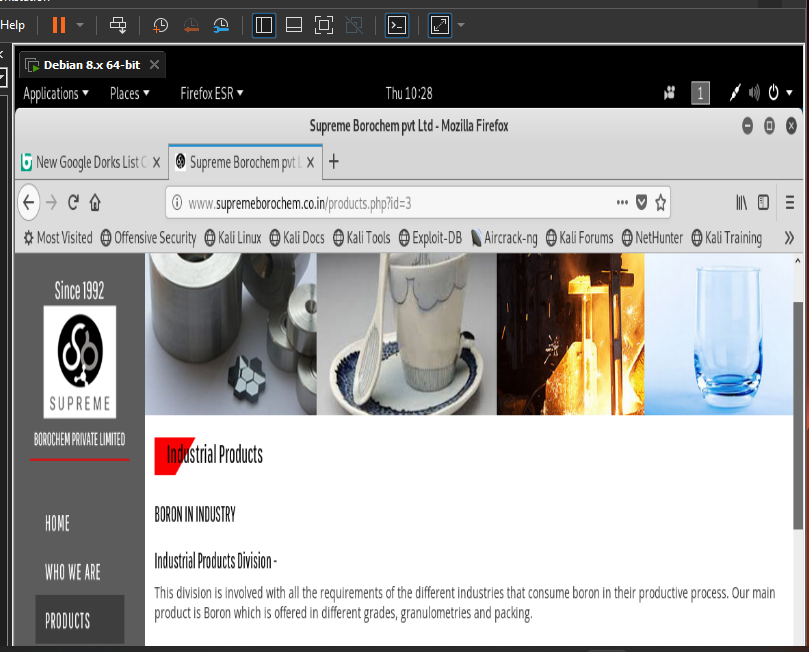 Help
Debian 8.x 64-bit
Applications Places Firefox ESR Thu 10:28 1
Supreme Borochem pvt Ltd - Mozilla Firefox
New Google Dorks List Supreme Borochem pvt
www.supremeborochem.co.in/products.php?id=3
Most Visited Offensive Security Kali Linux Kali Docs Kali Tools Exploit-DB Aircrack-ng Kali Forums NetHunter Kali Training
Since 1992
SUPREME
BOROCHEM PRIVATE LIMITED
HOME
WHO WE ARE
PRODUCTS
Industrial Products
BORON IN INDUSTRY
Industrial Products Division -
This division is involved with all the requirements of the different industries that consume boron in their productive process. Our main
product is Boron which is offered in different grades, granulometries and packing.